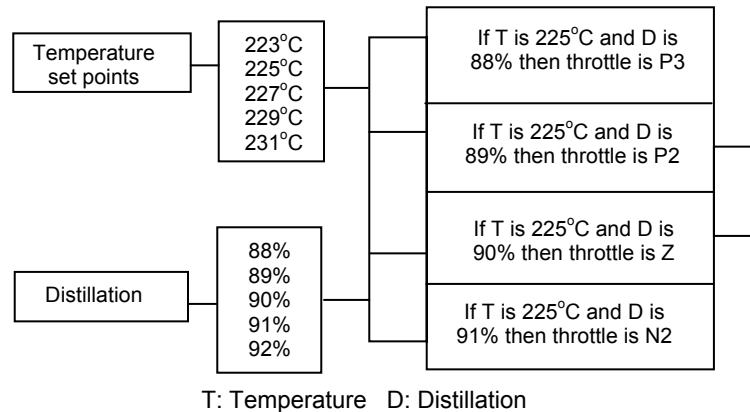 Temperature
set points
223°C
225°C
227°C
229°C
231°C
If T is 225°C and D is
88% then throttle is P3
If T is 225°C and D is
89% then throttle is P2
If T is 225°C and D is
90% then throttle is Z
If T is 225°C and D is
91% then throttle is N2
Distillation
88%
89%
90%
91%
92%
T: Temperature D: Distillation